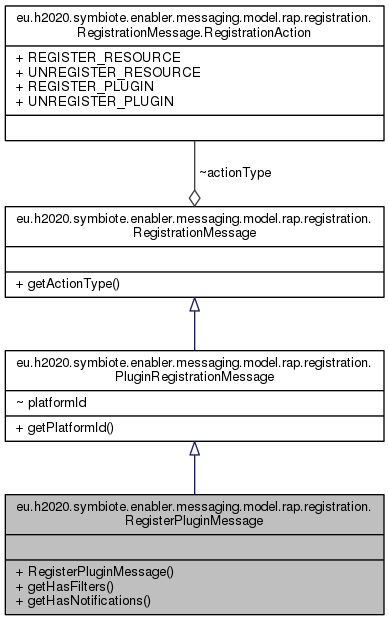 eu.h2020.symbiote.enabler.messaging.model.rap.registration.
RegistrationMessage.RegistrationAction
+ REGISTER_RESOURCE
+ UNREGISTER_RESOURCE
+ REGISTER_PLUGIN
+ UNREGISTER_PLUGIN
~actionType
eu.h2020.symbiote.enabler.messaging.model.rap.registration.
RegistrationMessage
+ getActionType()
eu.h2020.symbiote.enabler.messaging.model.rap.registration.
PluginRegistrationMessage
~ platformId
+ getPlatformId()
eu.h2020.symbiote.enabler.messaging.model.rap.registration.
RegisterPluginMessage
+ RegisterPluginMessage()
+ getHasFilters()
+ getHasNotifications()